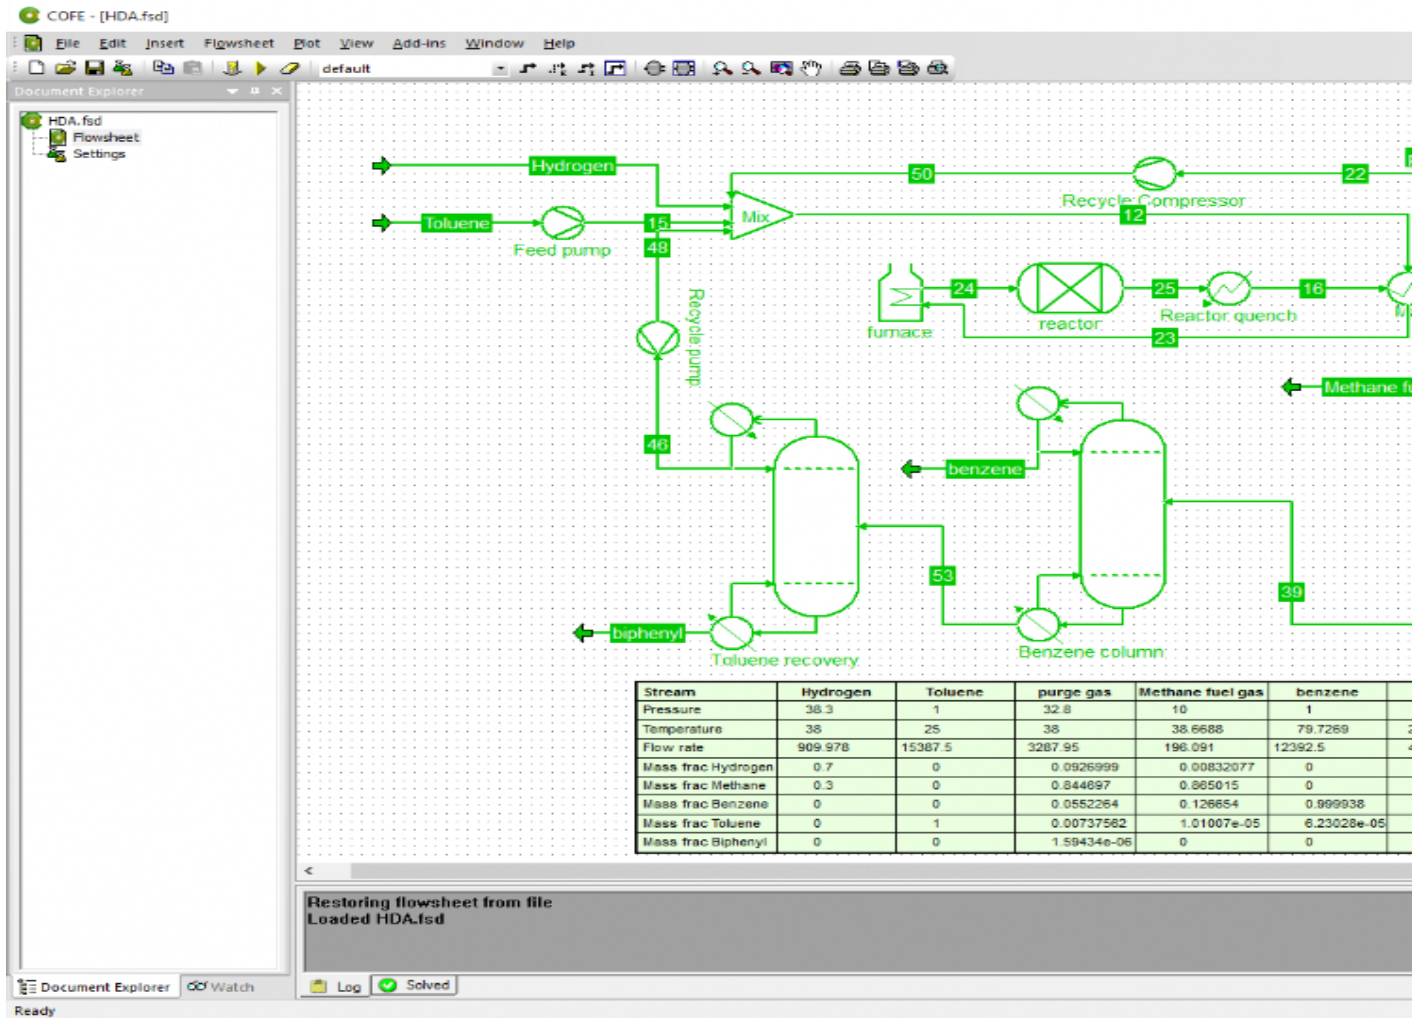 COFE - [HDA.fsd]
File Edit Insert Flowsheet Plot View Add-ins Window Help
default
Document Explorer
HDA.fsd
Flowsheet
Settings
Hydrogen
50
22
Recycle Compressor
Toluene
15
Mix
12
Feed pump
48
24
25
16
Recycle pump
furnace
reactor
Reactor quench
23
Methane fu
46
benzene
53
39
biphenyl
Toluene recovery
Benzene column
Stream Hydrogen Toluene purge gas Methane fuel gas benzene
Pressure 38.3 1 32.8 10 1
Temperature 38 25 38 38.6688 79.7269
Flow rate 909.978 15387.5 3287.95 196.091 12392.5
Mass frac Hydrogen 0.7 0 0.0926999 0.00832077 0
Mass frac Methane 0.3 0 0.844697 0.865015 0
Mass frac Benzene 0 0 0.0552264 0.126654 0.999938
Mass frac Toluene 0 1 0.00737562 1.01007e-05 6.23028e-05
Mass frac Biphenyl 0 0 1.59434e-06 0 0
Restoring flowsheet from file
Loaded HDA.fsd
Document Explorer Watch
Log Solved
Ready